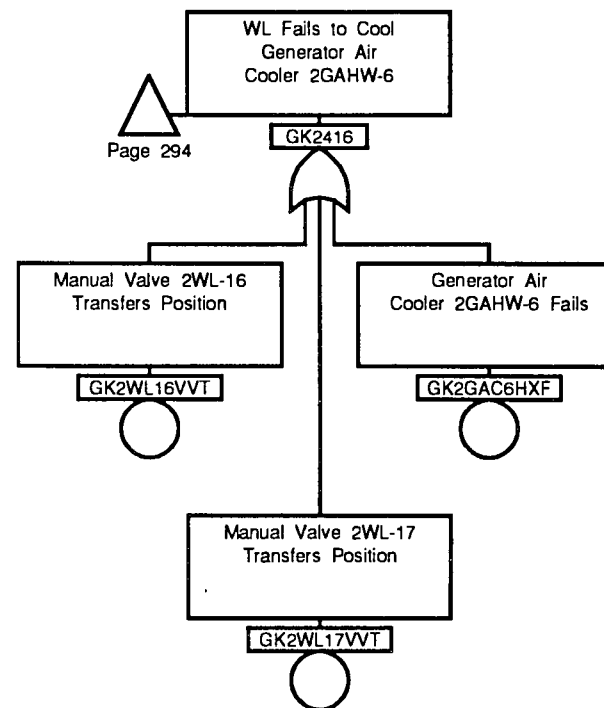 WL Fails to Cool
Generator Air
Cooler 2GAHW-6
Page 294
GK2416
Manual Valve 2WL-16
Transfers Position
GK2WL16VVT
Generator Air
Cooler 2GAHW-6 Fails
GK2GAC6HXF
Manual Valve 2WL-17
Transfers Position
GK2WL17VVT